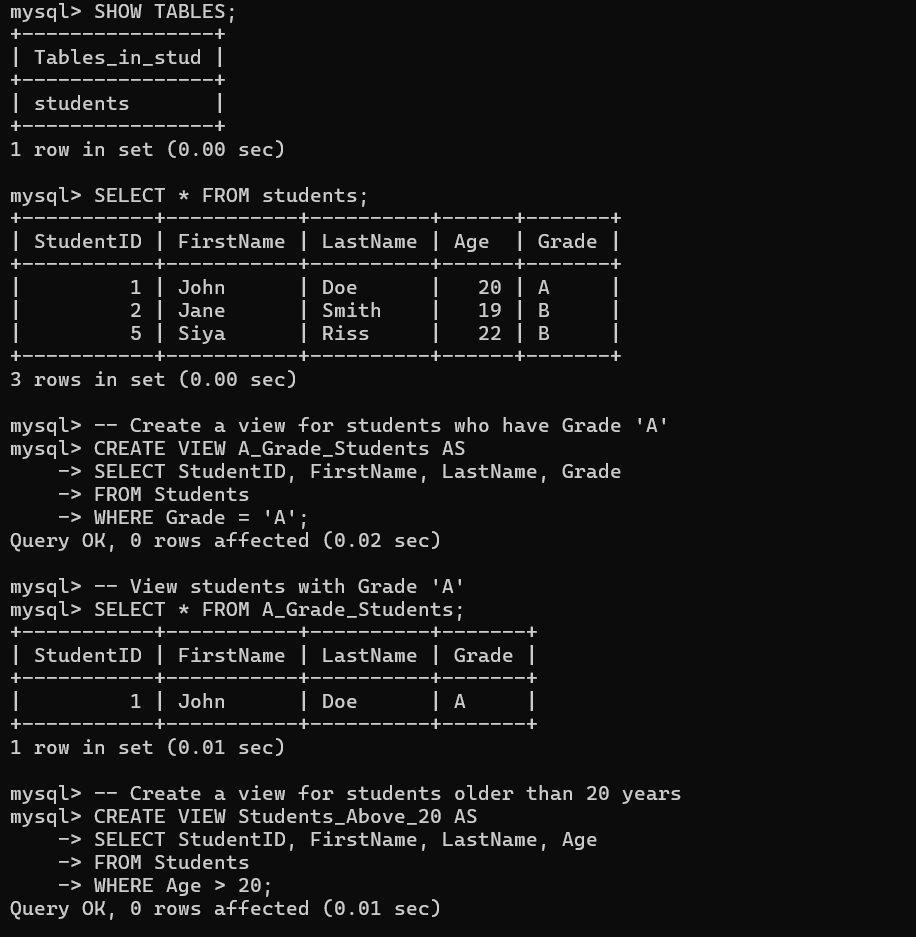 mysql> SHOW TABLES;
+----------------+
| Tables_in_stud |
+----------------+
| students       |
+----------------+
1 row in set (0.00 sec)

mysql> SELECT * FROM students;
+-----------+-----------+----------+------+-------+
| StudentID | FirstName | LastName | Age  | Grade |
+-----------+-----------+----------+------+-------+
|         1 | John      | Doe      |   20 | A     |
|         2 | Jane      | Smith    |   19 | B     |
|         5 | Siya      | Riss     |   22 | B     |
+-----------+-----------+----------+------+-------+
3 rows in set (0.00 sec)

mysql> -- Create a view for students who have Grade 'A'
mysql> CREATE VIEW A_Grade_Students AS
    -> SELECT StudentID, FirstName, LastName, Grade
    -> FROM Students
    -> WHERE Grade = 'A';
Query OK, 0 rows affected (0.02 sec)

mysql> -- View students with Grade 'A'
mysql> SELECT * FROM A_Grade_Students;
+-----------+-----------+----------+-------+
| StudentID | FirstName | LastName | Grade |
+-----------+-----------+----------+-------+
|         1 | John      | Doe      | A     |
+-----------+-----------+----------+-------+
1 row in set (0.01 sec)

mysql> -- Create a view for students older than 20 years
mysql> CREATE VIEW Students_Above_20 AS
    -> SELECT StudentID, FirstName, LastName, Age
    -> FROM Students
    -> WHERE Age > 20;
Query OK, 0 rows affected (0.01 sec)